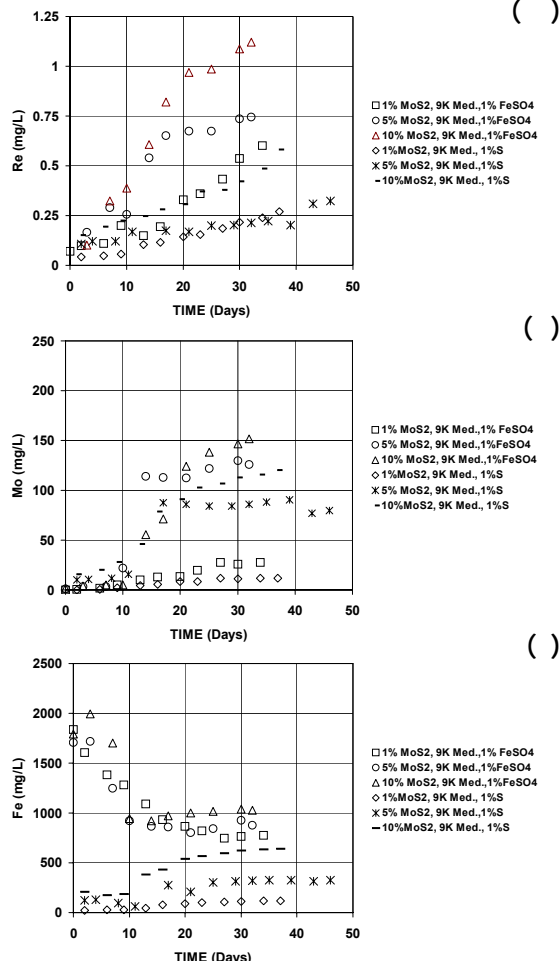 ( )
1.25
1
0.75
0.5
0.25
0
Re (mg/L)
0 10 20 30 40 50
TIME (Days)
1% MoS2, 9K Med.,1% FeSO4
5% MoS2, 9K Med.,1%FeSO4
10% MoS2, 9K Med.,1%FeSO4
1%MoS2, 9K Med., 1%S
5% MoS2, 9K Med., 1%S
10%MoS2, 9K Med., 1%S
( )
250
200
150
100
50
0
Mo (mg/L)
0 10 20 30 40 50
TIME (Days)
1% MoS2, 9K Med.,1% FeSO4
5% MoS2, 9K Med.,1%FeSO4
10% MoS2, 9K Med.,1%FeSO4
1%MoS2, 9K Med., 1%S
5% MoS2, 9K Med., 1%S
10%MoS2, 9K Med., 1%S
( )
2500
2000
1500
1000
500
0
Fe (mg/L)
0 10 20 30 40 50
TIME (Days)
1% MoS2, 9K Med.,1% FeSO4
5% MoS2, 9K Med.,1%FeSO4
10% MoS2, 9K Med.,1%FeSO4
1%MoS2, 9K Med., 1%S
5% MoS2, 9K Med., 1%S
10%MoS2, 9K Med., 1%S